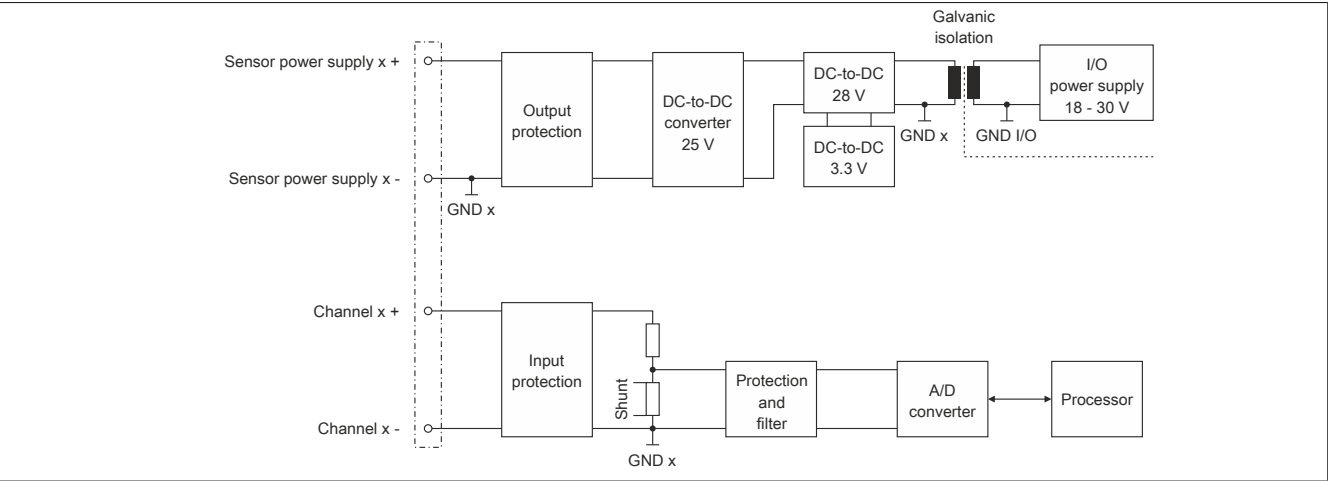 Galvanic
isolation
Sensor power supply x +
Output
protection
DC-to-DC
converter
25 V
DC-to-DC
28 V
DC-to-DC
3.3 V
GND x
GND I/O
I/O
power supply
18 - 30 V
Sensor power supply x -
GND x
Channel x +
Input
protection
Shunt
Protection
and
filter
A/D
converter
Processor
Channel x -
GND x